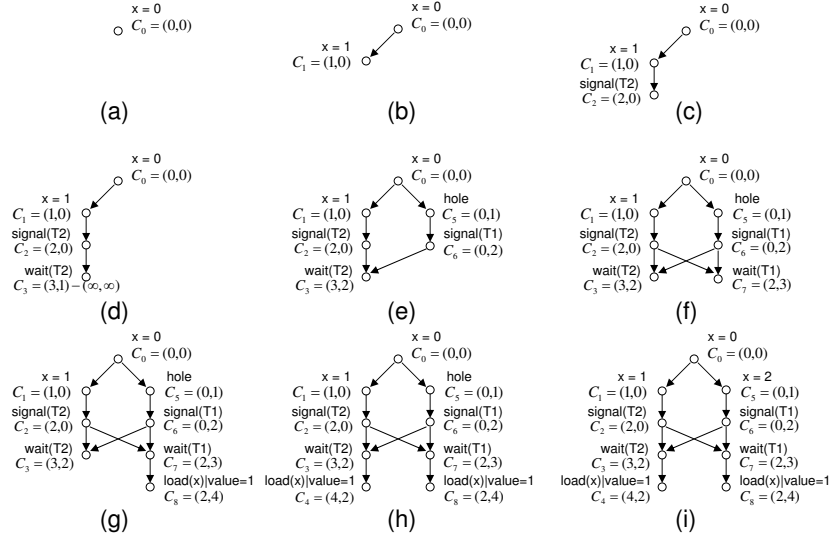 x = 0
C₀ = (0,0)
(a)
x = 0
C₀ = (0,0)
x = 1
C₁ = (1,0)
(b)
x = 0
C₀ = (0,0)
x = 1
C₁ = (1,0)
signal(T2)
C₂ = (2,0)
(c)
x = 0
C₀ = (0,0)
x = 1
C₁ = (1,0)
signal(T2)
C₂ = (2,0)
wait(T2)
C₃ = (3,1) – (∞,∞)
(d)
x = 0
C₀ = (0,0)
x = 1 hole
C₁ = (1,0) C₅ = (0,1)
signal(T2) signal(T1)
C₂ = (2,0) C₆ = (0,2)
wait(T2)
C₃ = (3,2)
(e)
x = 0
C₀ = (0,0)
x = 1 hole
C₁ = (1,0) C₅ = (0,1)
signal(T2) signal(T1)
C₂ = (2,0) C₆ = (0,2)
wait(T2) wait(T1)
C₃ = (3,2) C₇ = (2,3)
(f)
x = 0
C₀ = (0,0)
x = 1 hole
C₁ = (1,0) C₅ = (0,1)
signal(T2) signal(T1)
C₂ = (2,0) C₆ = (0,2)
wait(T2) wait(T1)
C₃ = (3,2) C₇ = (2,3)
load(x)|value=1
C₈ = (2,4)
(g)
x = 0
C₀ = (0,0)
x = 1 hole
C₁ = (1,0) C₅ = (0,1)
signal(T2) signal(T1)
C₂ = (2,0) C₆ = (0,2)
wait(T2) wait(T1)
C₃ = (3,2) C₇ = (2,3)
load(x)|value=1 load(x)|value=1
C₄ = (4,2) C₈ = (2,4)
(h)
x = 0
C₀ = (0,0)
x = 1 x = 2
C₁ = (1,0) C₅ = (0,1)
signal(T2) signal(T1)
C₂ = (2,0) C₆ = (0,2)
wait(T2) wait(T1)
C₃ = (3,2) C₇ = (2,3)
load(x)|value=1 load(x)|value=1
C₄ = (4,2) C₈ = (2,4)
(i)